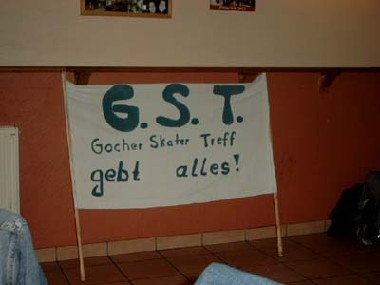 G.S.T.
Gocher Skater Treff
gebt alles!